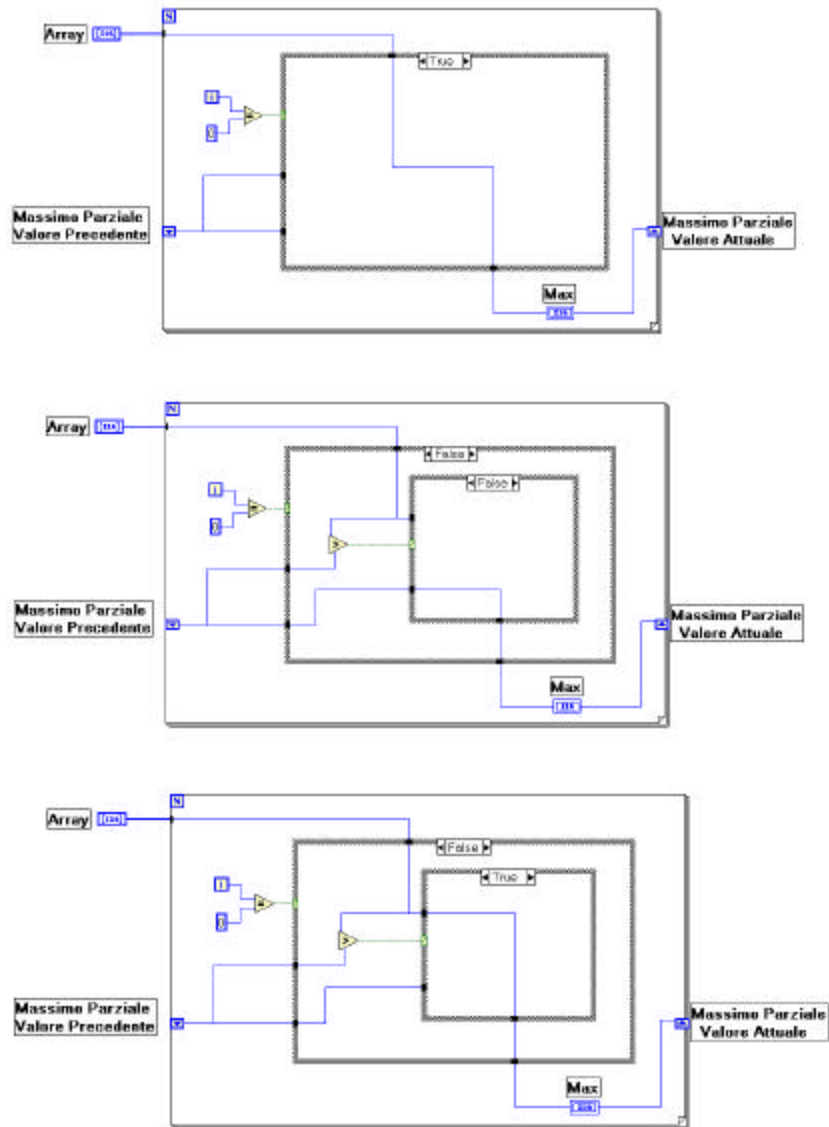 N
Array
True
i
0
Massimo Parziale
Valore Precedente
Massimo Parziale
Valore Attuale
Max
N
Array
False
False
i
0
>
Massimo Parziale
Valore Precedente
Massimo Parziale
Valore Attuale
Max
N
Array
False
True
i
0
>
Massimo Parziale
Valore Precedente
Massimo Parziale
Valore Attuale
Max